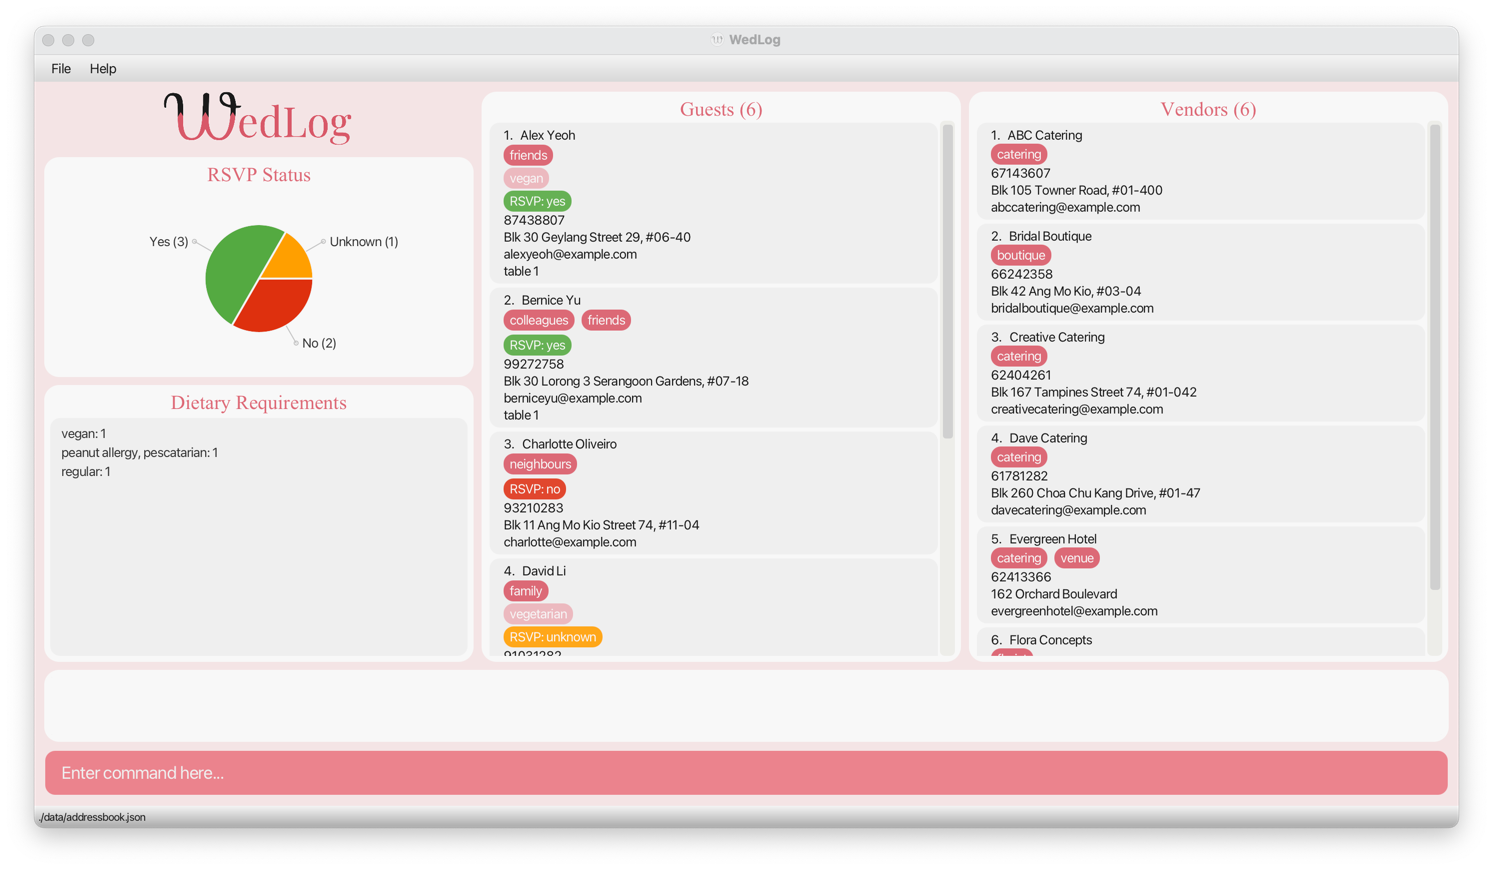 WedLog
File Help
WedLog
RSVP Status
Yes (3)
Unknown (1)
No (2)
Dietary Requirements
vegan: 1
peanut allergy, pescatarian: 1
regular: 1
Guests (6)
1. Alex Yeoh
friends
vegan
RSVP: yes
87438807
Blk 30 Geylang Street 29, #06-40
alexyeoh@example.com
table 1
2. Bernice Yu
colleagues friends
RSVP: yes
99272758
Blk 30 Lorong 3 Serangoon Gardens, #07-18
berniceyu@example.com
table 1
3. Charlotte Oliveiro
neighbours
RSVP: no
93210283
Blk 11 Ang Mo Kio Street 74, #11-04
charlotte@example.com
4. David Li
family
vegetarian
RSVP: unknown
91031282
Vendors (6)
1. ABC Catering
catering
67143607
Blk 105 Towner Road, #01-400
abccatering@example.com
2. Bridal Boutique
boutique
66242358
Blk 42 Ang Mo Kio, #03-04
bridalboutique@example.com
3. Creative Catering
catering
62404261
Blk 167 Tampines Street 74, #01-042
creativecatering@example.com
4. Dave Catering
catering
61781282
Blk 260 Choa Chu Kang Drive, #01-47
davecatering@example.com
5. Evergreen Hotel
catering venue
62413366
162 Orchard Boulevard
evergreenhotel@example.com
6. Flora Concepts
Enter command here...
./data/addressbook.json